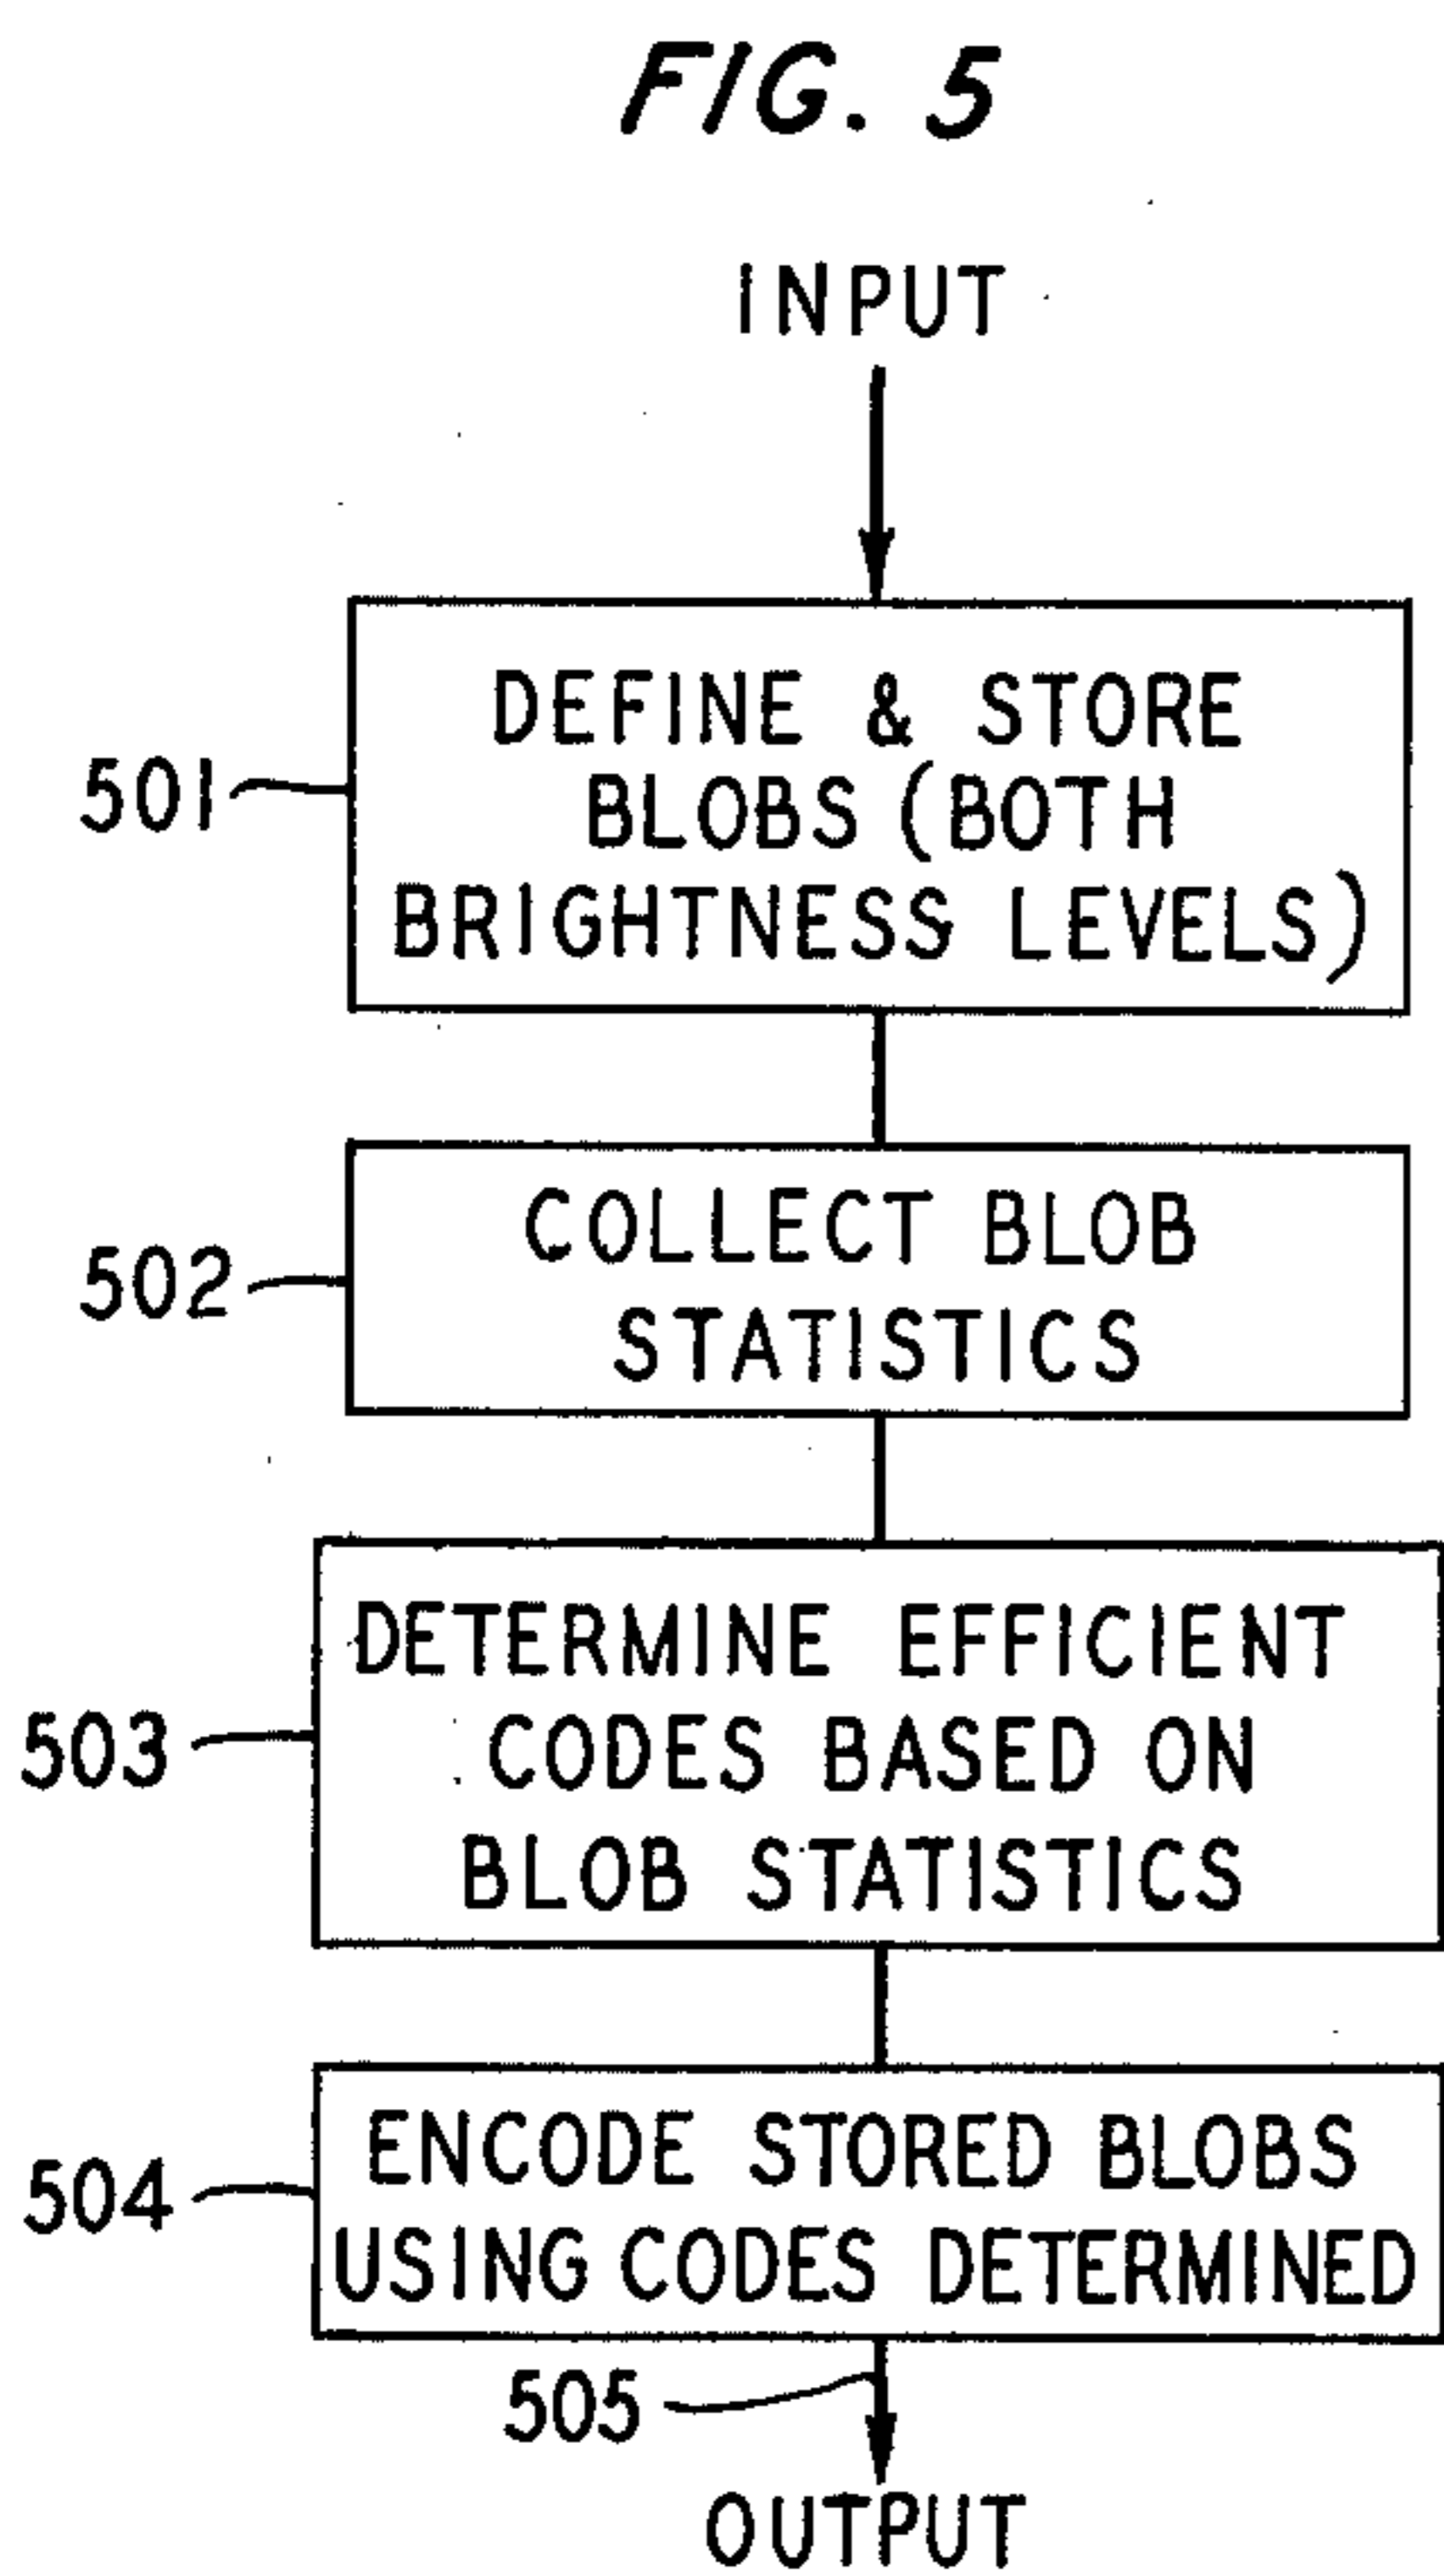 FIG. 5
INPUT
501
DEFINE & STORE
BLOBS (BOTH
BRIGHTNESS LEVELS)
502
COLLECT BLOB
STATISTICS
503
DETERMINE EFFICIENT
CODES BASED ON
BLOB STATISTICS
504
ENCODE STORED BLOBS
USING CODES DETERMINED
505
OUTPUT